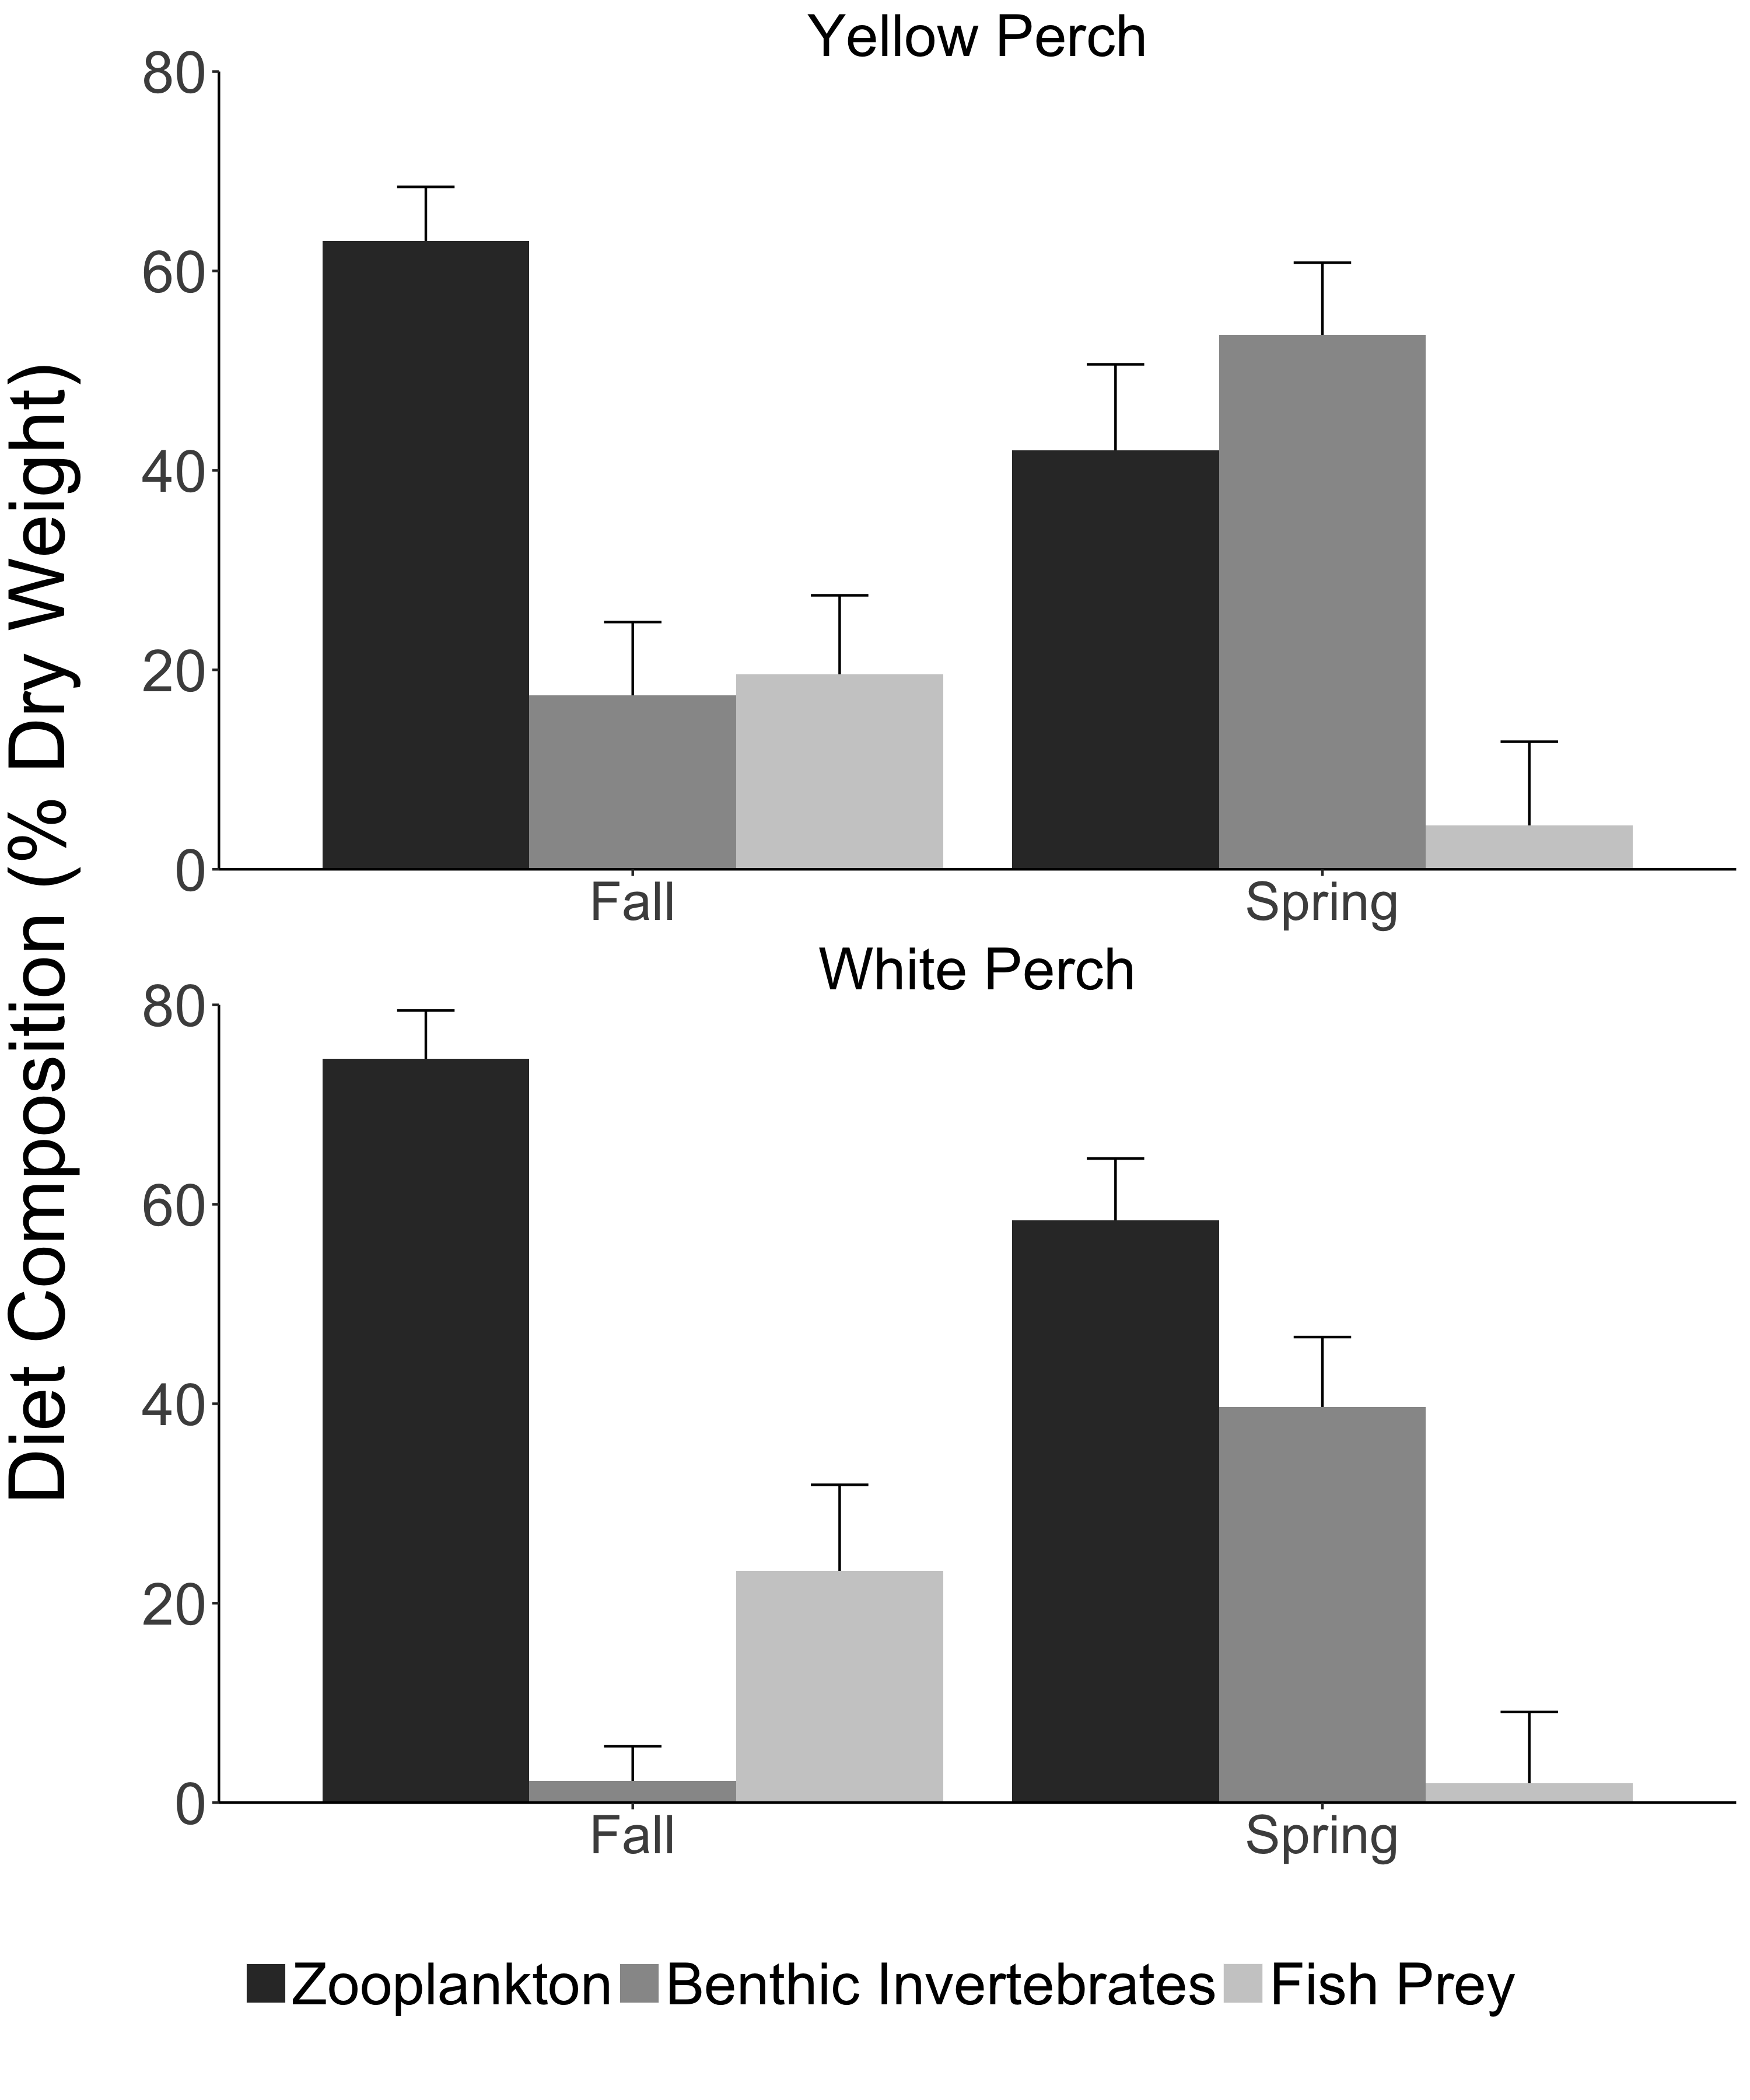 Diet Composition (% Dry Weight)
Yellow Perch
80
60
40
20
0
Fall Spring
White Perch
80
60
40
20
0
Fall Spring
Zooplankton Benthic Invertebrates Fish Prey